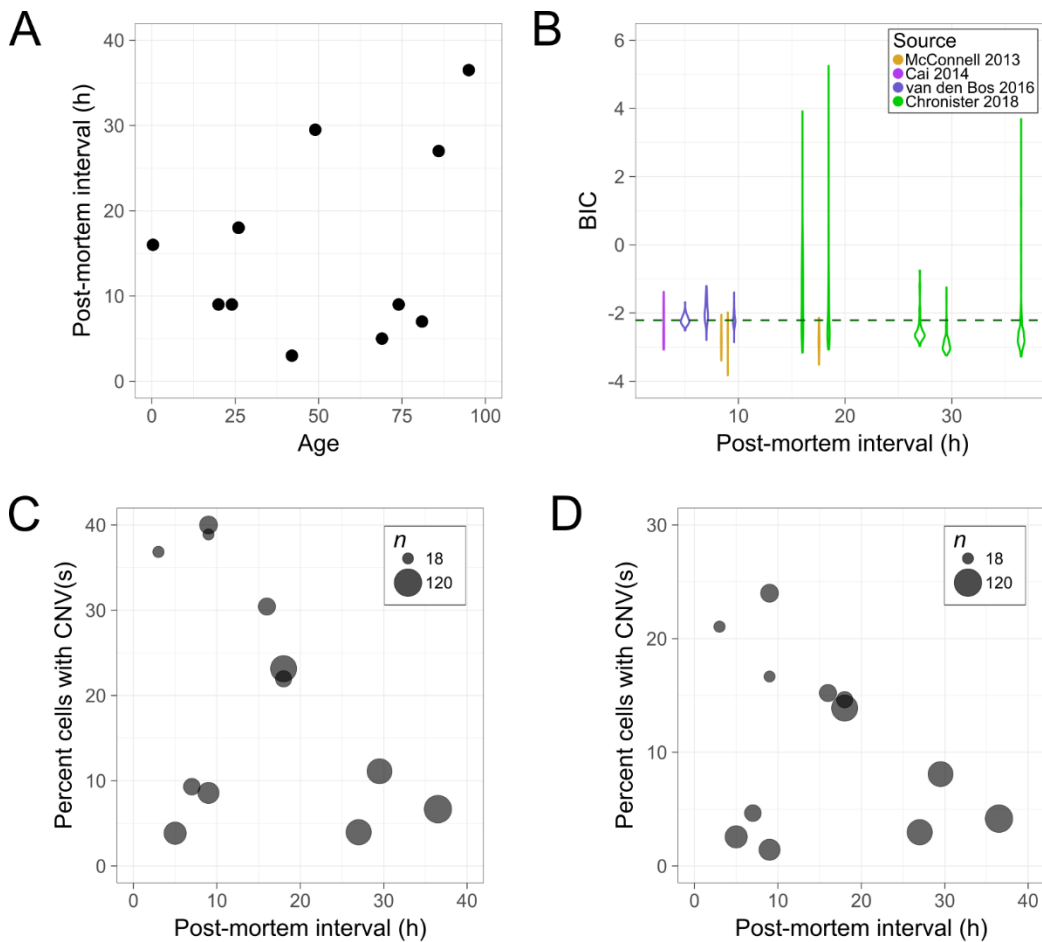 A
Post-mortem interval (h)
40
30
20
10
0
0 25 50 75 100
Age
B
BIC
6
4
2
0
-2
-4
10 20 30
Post-mortem interval (h)
Source
McConnell 2013
Cai 2014
van den Bos 2016
Chronister 2018
C
Percent cells with CNV(s)
40
30
20
10
0
0 10 20 30 40
Post-mortem interval (h)
n
18
120
D
Percent cells with CNV(s)
30
20
10
0
0 10 20 30 40
Post-mortem interval (h)
n
18
120